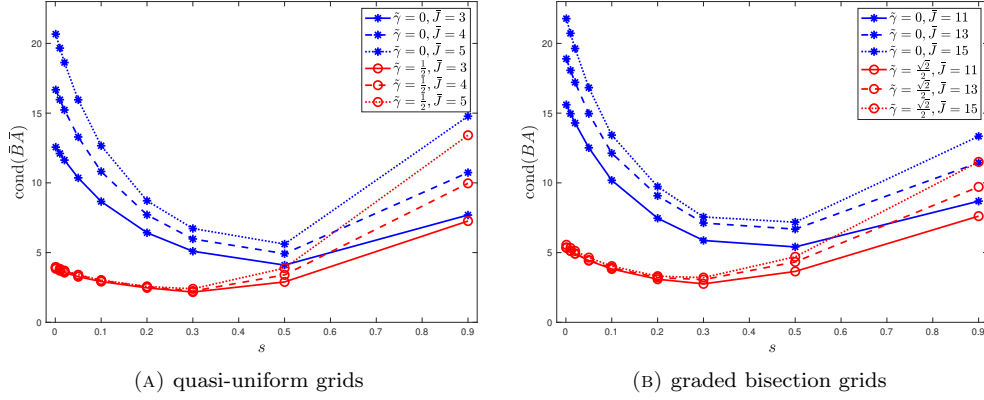 cond(B̄Ā)
20
15
10
5
0
γ̃ = 0, J̄ = 3
γ̃ = 0, J̄ = 4
γ̃ = 0, J̄ = 5
γ̃ = 1/2, J̄ = 3
γ̃ = 1/2, J̄ = 4
γ̃ = 1/2, J̄ = 5
0 0.1 0.2 0.3 0.4 0.5 0.6 0.7 0.8 0.9
s
(A) quasi-uniform grids
cond(BA)
20
15
10
5
0
γ̃ = 0, J̄ = 11
γ̃ = 0, J̄ = 13
γ̃ = 0, J̄ = 15
γ̃ = √2/2, J̄ = 11
γ̃ = √2/2, J̄ = 13
γ̃ = √2/2, J̄ = 15
0 0.1 0.2 0.3 0.4 0.5 0.6 0.7 0.8 0.9
s
(B) graded bisection grids